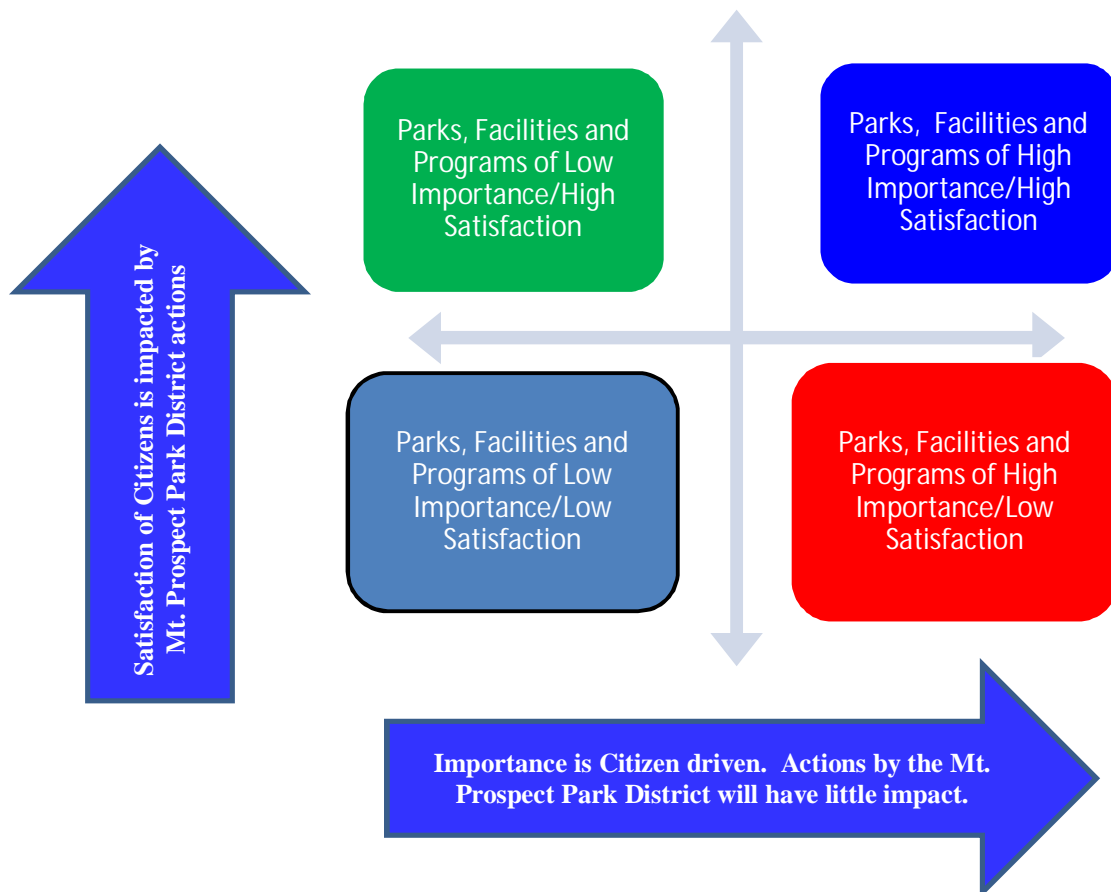 Parks, Facilities and
Programs of Low
Importance/High
Satisfaction
Parks, Facilities and
Programs of High
Importance/High
Satisfaction
Satisfaction of Citizens is impacted by
Mt. Prospect Park District actions
Parks, Facilities and
Programs of Low
Importance/Low
Satisfaction
Parks, Facilities and
Programs of High
Importance/Low
Satisfaction
Importance is Citizen driven. Actions by the Mt.
Prospect Park District will have little impact.